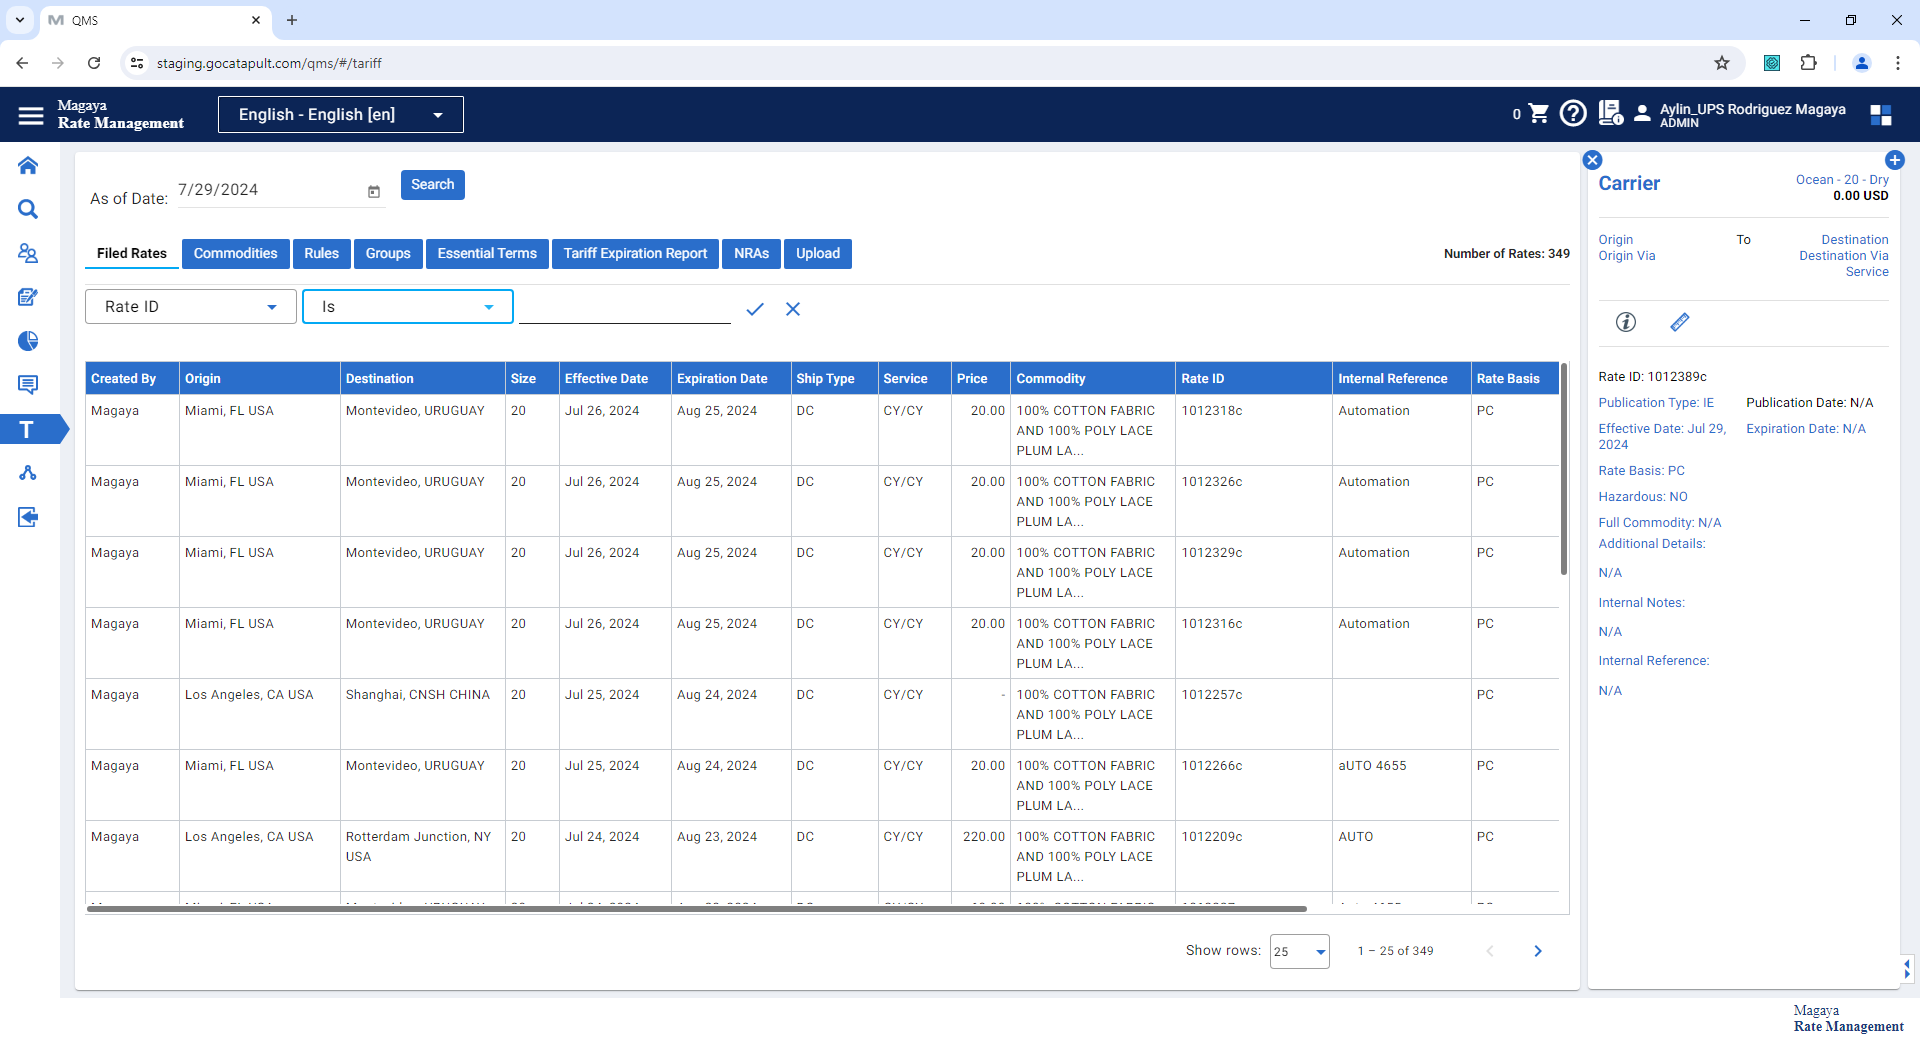 QMS
staging.gocatapult.com/qms/#/tariff
Magaya
Rate Management
English - English [en]
0
Aylin_UPS Rodriguez Magaya
ADMIN
As of Date: 7/29/2024
Search
Filed Rates Commodities Rules Groups Essential Terms Tariff Expiration Report NRAs Upload
Number of Rates: 349
Rate ID Is
Created By Origin Destination Size Effective Date Expiration Date Ship Type Service Price Commodity Rate ID Internal Reference Rate Basis
Magaya Miami, FL USA Montevideo, URUGUAY 20 Jul 26, 2024 Aug 25, 2024 DC CY/CY 20.00 100% COTTON FABRIC 1012318c Automation PC
AND 100% POLY LACE
PLUM LA...
Magaya Miami, FL USA Montevideo, URUGUAY 20 Jul 26, 2024 Aug 25, 2024 DC CY/CY 20.00 100% COTTON FABRIC 1012326c Automation PC
AND 100% POLY LACE
PLUM LA...
Magaya Miami, FL USA Montevideo, URUGUAY 20 Jul 26, 2024 Aug 25, 2024 DC CY/CY 20.00 100% COTTON FABRIC 1012329c Automation PC
AND 100% POLY LACE
PLUM LA...
Magaya Miami, FL USA Montevideo, URUGUAY 20 Jul 26, 2024 Aug 25, 2024 DC CY/CY 20.00 100% COTTON FABRIC 1012316c Automation PC
AND 100% POLY LACE
PLUM LA...
Magaya Los Angeles, CA USA Shanghai, CNSH CHINA 20 Jul 25, 2024 Aug 24, 2024 DC CY/CY - 100% COTTON FABRIC 1012257c PC
AND 100% POLY LACE
PLUM LA...
Magaya Miami, FL USA Montevideo, URUGUAY 20 Jul 25, 2024 Aug 24, 2024 DC CY/CY 20.00 100% COTTON FABRIC 1012266c aUTO 4655 PC
AND 100% POLY LACE
PLUM LA...
Magaya Los Angeles, CA USA Rotterdam Junction, NY 20 Jul 24, 2024 Aug 23, 2024 DC CY/CY 220.00 100% COTTON FABRIC 1012209c AUTO PC
USA AND 100% POLY LACE
PLUM LA...
Show rows: 25 1 – 25 of 349
Carrier
Ocean - 20 - Dry
0.00 USD
Origin To Destination
Origin Via Destination Via
Service
Rate ID: 1012389c
Publication Type: IE Publication Date: N/A
Effective Date: Jul 29, Expiration Date: N/A
2024
Rate Basis: PC
Hazardous: NO
Full Commodity: N/A
Additional Details:
N/A
Internal Notes:
N/A
Internal Reference:
N/A
T
Magaya
Rate Management